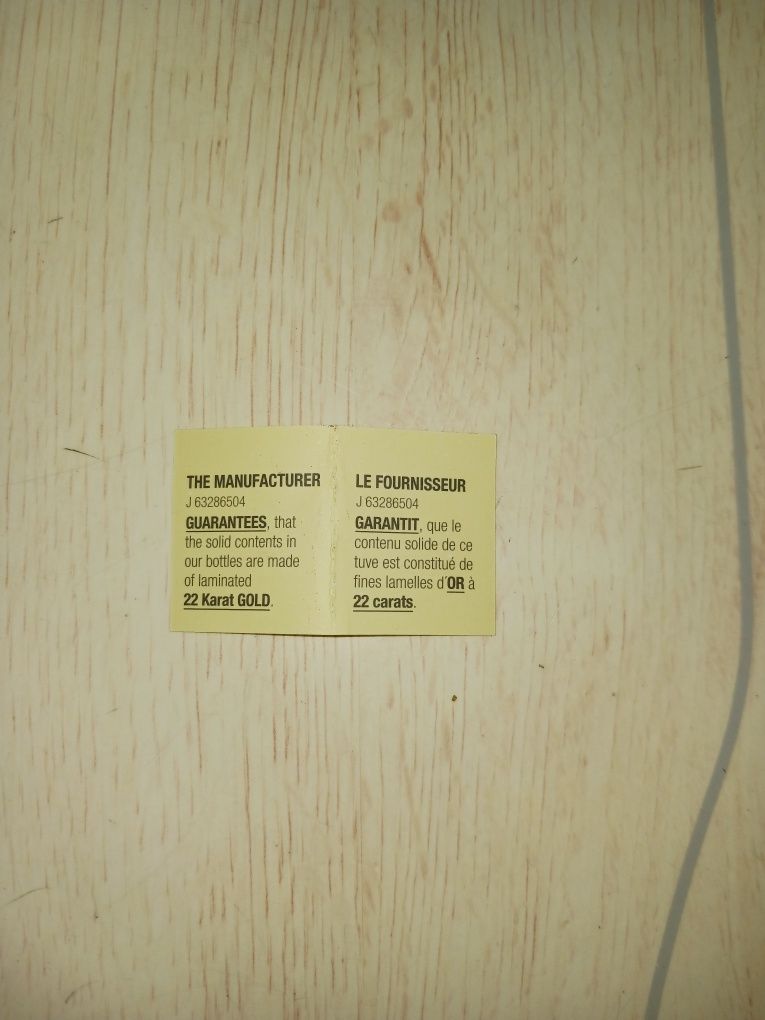 THE MANUFACTURER
J 63286504
GUARANTEES, that
the solid contents in
our bottles are made
of laminated
22 Karat GOLD.
LE FOURNISSEUR
J 63286504
GARANTIT, que le
contenu solide de ce
tuve est constitué de
fines lamelles d'OR à
22 carats.